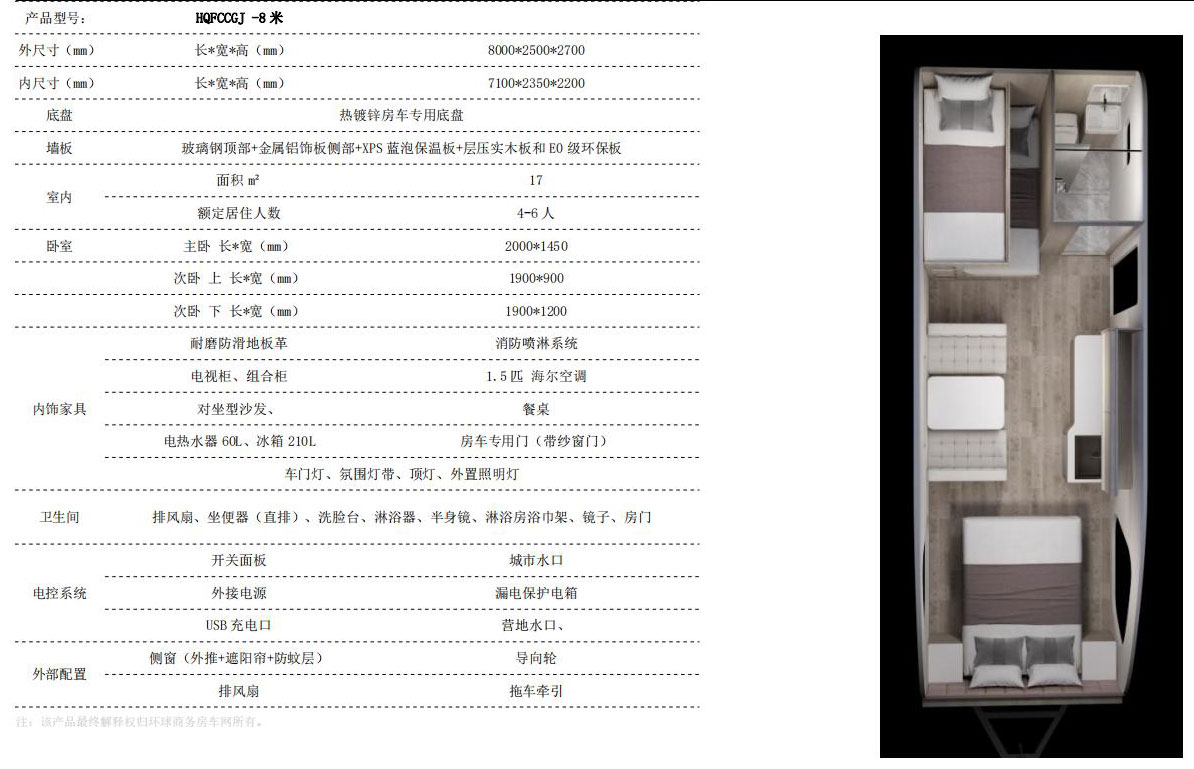 产品型号： HQFCCGJ -8 米
外尺寸（mm） 长*宽*高（mm） 8000*2500*2700
内尺寸（mm） 长*宽*高（mm） 7100*2350*2200
底盘 热镀锌房车专用底盘
墙板 玻璃钢顶部+金属铝饰板侧部+XPS 蓝泡保温板+层压实木板和 E0 级环保板
室内 面积 m² 17
额定居住人数 4-6 人
卧室 主卧 长*宽（mm） 2000*1450
次卧 上 长*宽（mm） 1900*900
次卧 下 长*宽（mm） 1900*1200
内饰家具 耐磨防滑地板革 消防喷淋系统
电视柜、组合柜 1.5 匹 海尔空调
对坐型沙发、 餐桌
电热水器 60L、冰箱 210L 房车专用门（带纱窗门）
车门灯、氛围灯带、顶灯、外置照明灯
卫生间 排风扇、坐便器（直排）、洗脸台、淋浴器、半身镜、淋浴房浴巾架、镜子、房门
电控系统 开关面板 城市水口
外接电源 漏电保护电箱
USB 充电口 营地水口、
外部配置 侧窗（外推+遮阳帘+防蚊层） 导向轮
排风扇 拖车牵引
注：该产品最终解释权归环球商务房车网所有。